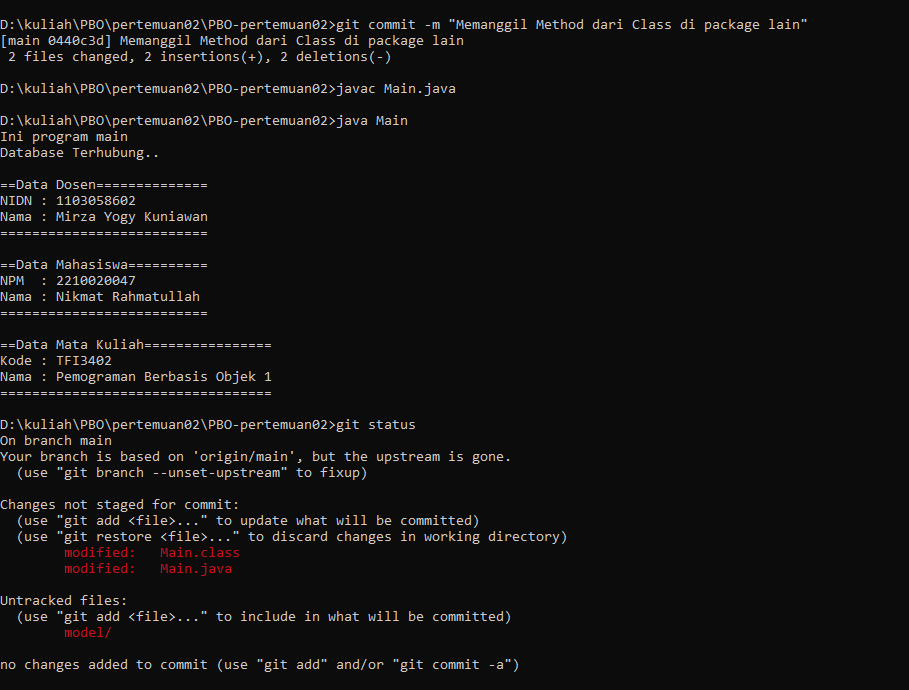 D:\kuliah\PBO\pertemuan02\PBO-pertemuan02>git commit -m "Memanggil Method dari Class di package lain"
[main 0440c3d] Memanggil Method dari Class di package lain
 2 files changed, 2 insertions(+), 2 deletions(-)

D:\kuliah\PBO\pertemuan02\PBO-pertemuan02>javac Main.java

D:\kuliah\PBO\pertemuan02\PBO-pertemuan02>java Main
Ini program main
Database Terhubung..

==Data Dosen==============
NIDN : 1103058602
Nama : Mirza Yogy Kuniawan
==========================

==Data Mahasiswa==========
NPM  : 2210020047
Nama : Nikmat Rahmatullah
==========================

==Data Mata Kuliah================
Kode : TFI3402
Nama : Pemograman Berbasis Objek 1
==================================

D:\kuliah\PBO\pertemuan02\PBO-pertemuan02>git status
On branch main
Your branch is based on 'origin/main', but the upstream is gone.
  (use "git branch --unset-upstream" to fixup)

Changes not staged for commit:
  (use "git add <file>..." to update what will be committed)
  (use "git restore <file>..." to discard changes in working directory)
        modified:   Main.class
        modified:   Main.java

Untracked files:
  (use "git add <file>..." to include in what will be committed)
        model/

no changes added to commit (use "git add" and/or "git commit -a")